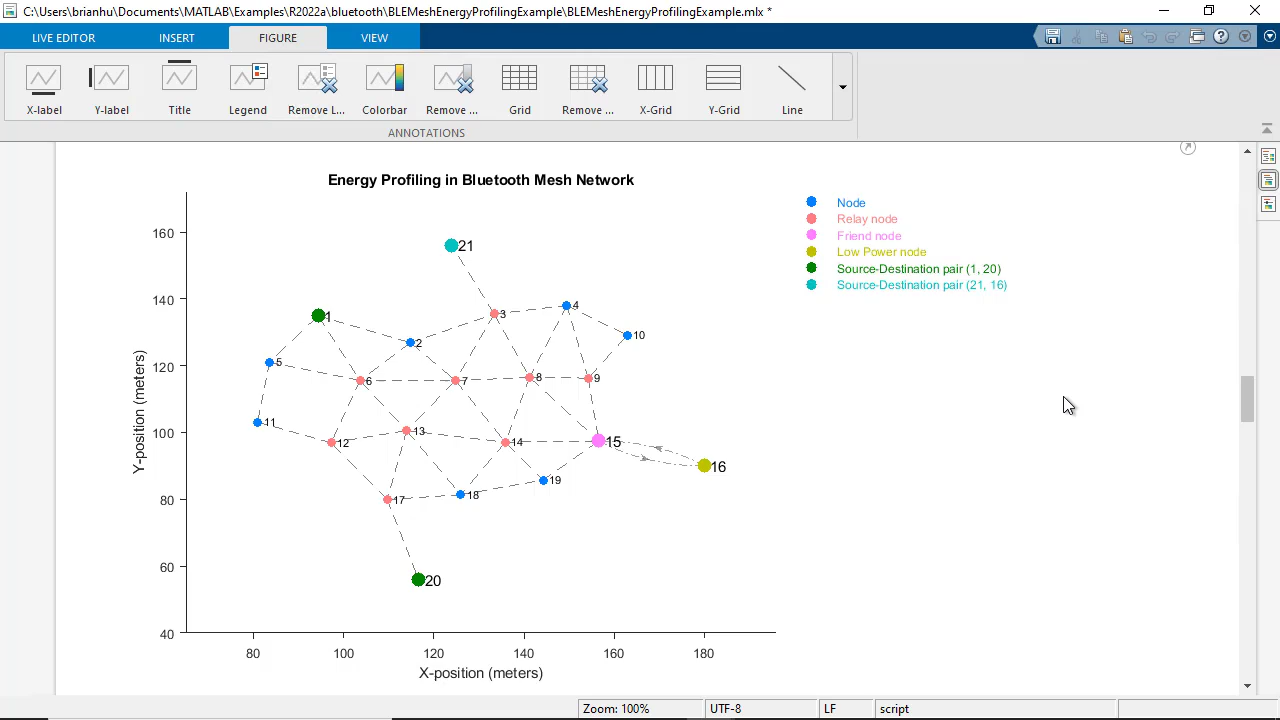 C:\Users\brianhu\Documents\MATLAB\Examples\R2022a\bluetooth\BLEMeshEnergyProfilingExample\BLEMeshEnergyProfilingExample.mlx *
LIVE EDITOR INSERT FIGURE VIEW
X-label Y-label Title Legend Remove L... Colorbar Remove ... Grid Remove ... X-Grid Y-Grid Line
ANNOTATIONS
Energy Profiling in Bluetooth Mesh Network
Node
Relay node
Friend node
Low Power node
Source-Destination pair (1, 20)
Source-Destination pair (21, 16)
160
140
120
100
80
60
40
Y-position (meters)
21
3
4
1
10
2
5
6
7
8
9
11
13
12
14
15
16
19
18
17
20
80 100 120 140 160 180
X-position (meters)
Zoom: 100% UTF-8 LF script